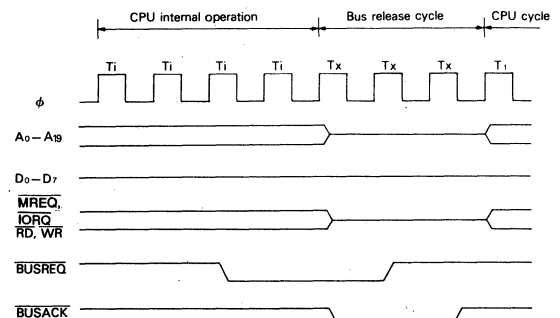 CPU internal operation Bus release cycle CPU cycle
Ti Ti Ti Ti Tx Tx Tx T1
φ
A0—A19
D0—D7
MREQ,
IORQ
RD, WR
BUSREQ
BUSACK